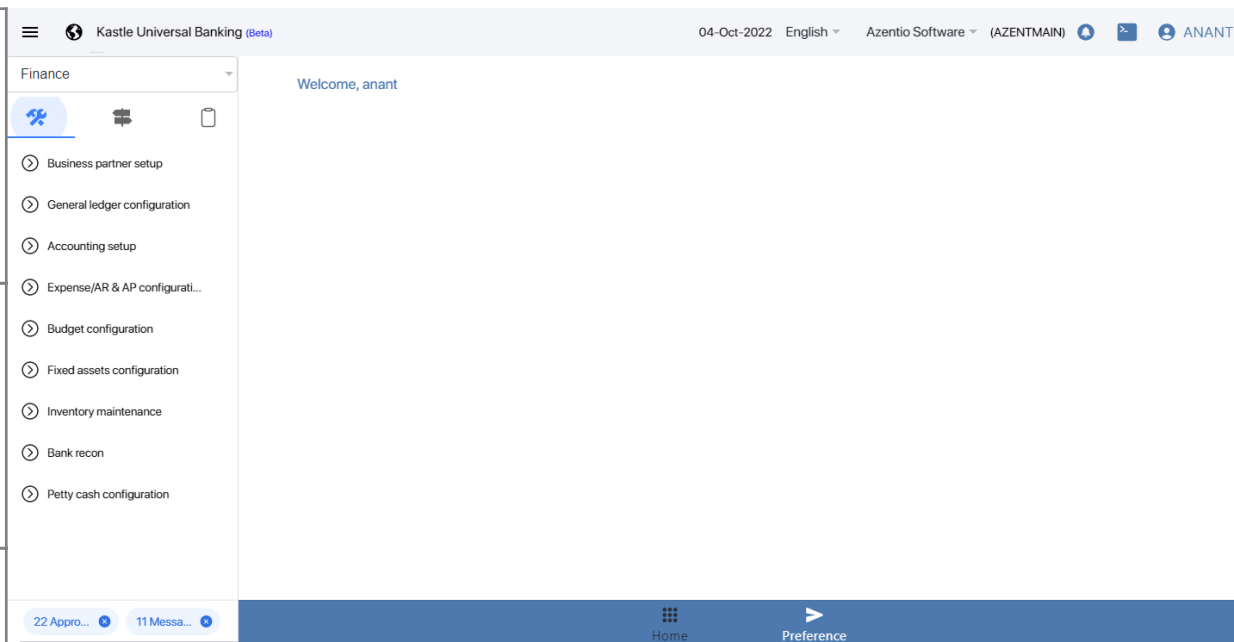 Kastle Universal Banking (Beta)
04-Oct-2022 English Azentio Software (AZENTMAIN) ANANT
Finance
Welcome, anant
Business partner setup
General ledger configuration
Accounting setup
Expense/AR & AP configurati...
Budget configuration
Fixed assets configuration
Inventory maintenance
Bank recon
Petty cash configuration
22 Appro... 11 Messa...
Home Preference